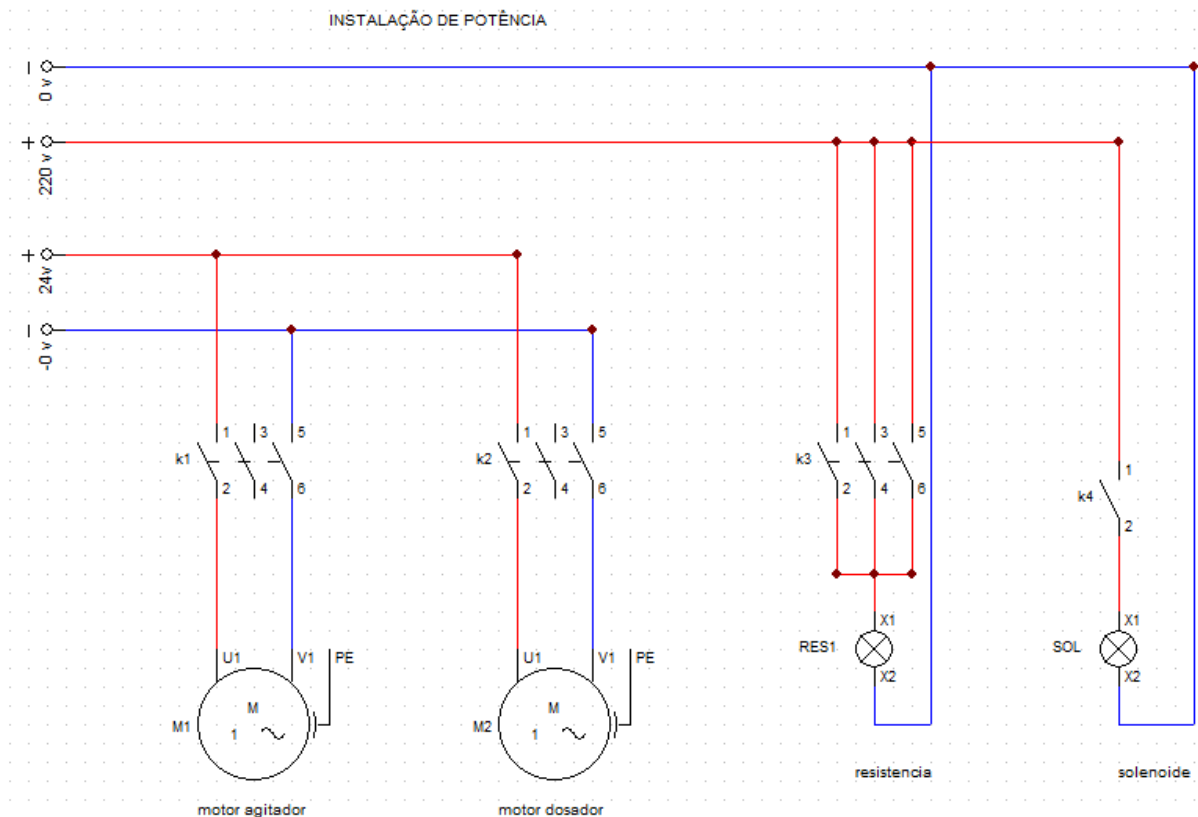 INSTALAÇÃO DE POTÊNCIA
0 v
+ 220 v
+ 24v
-0 v
k1 1 3 5
2 4 6
k2 1 3 5
2 4 6
k3 1 3 5
2 4 6
k4 1
2
U1 V1 PE
M1 M
1
U1 V1 PE
M2 M
1
X1
RES1
X2
X1
SOL
X2
motor agitador
motor dosador
resistencia
solenoide